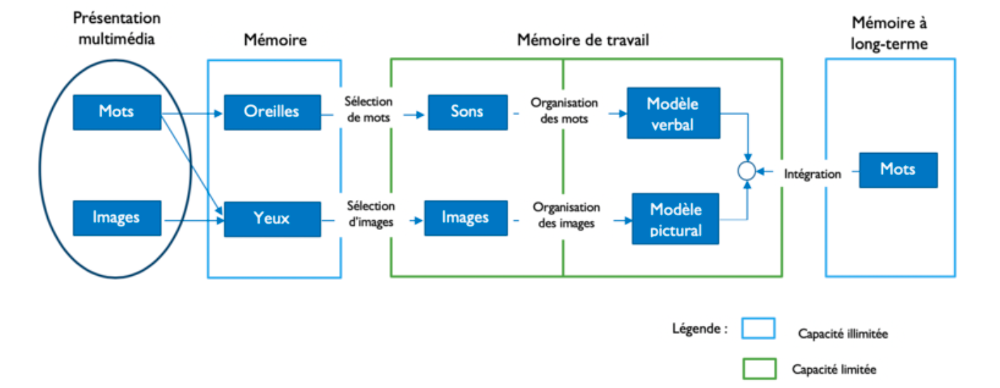 Présentation
multimédia
Mémoire
Mémoire de travail
Mémoire à
long-terme
Mots
Oreilles
Sélection
de mots
Sons
Organisation
des mots
Modèle
verbal
Intégration
Mots
Images
Yeux
Sélection
d'images
Images
Organisation
des images
Modèle
pictural
Légende :
Capacité illimitée
Capacité limitée